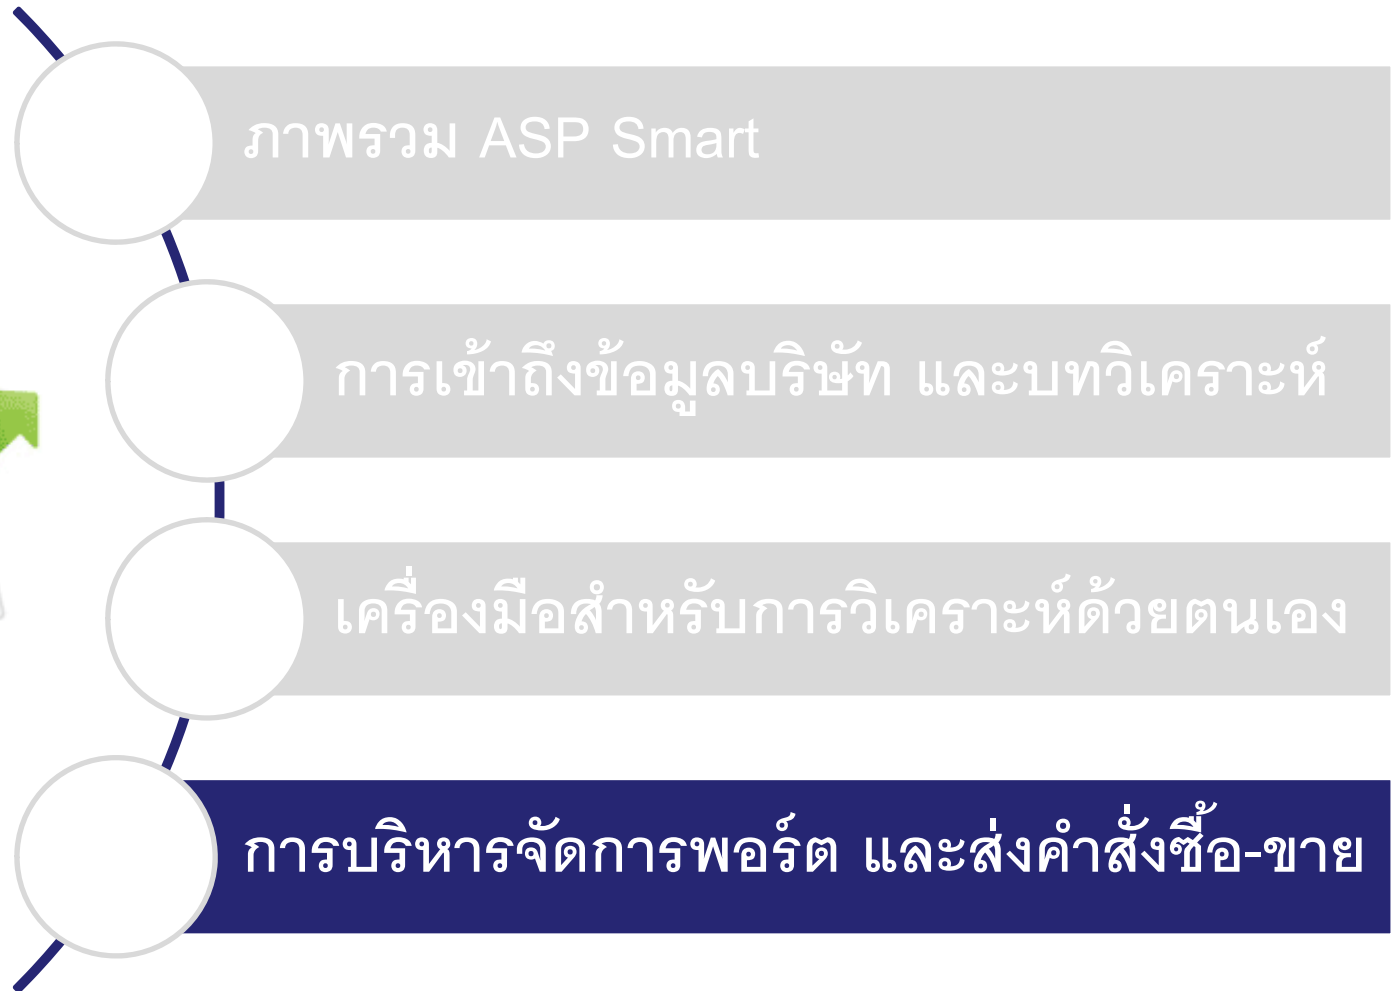 ภาพรวม ASP Smart
การเข้าถึงข้อมูลบริษัท และบทวิเคราะห์
เครื่องมือสำหรับการวิเคราะห์ด้วยตนเอง
การบริหารจัดการพอร์ต และส่งคำสั่งซื้อ-ขาย